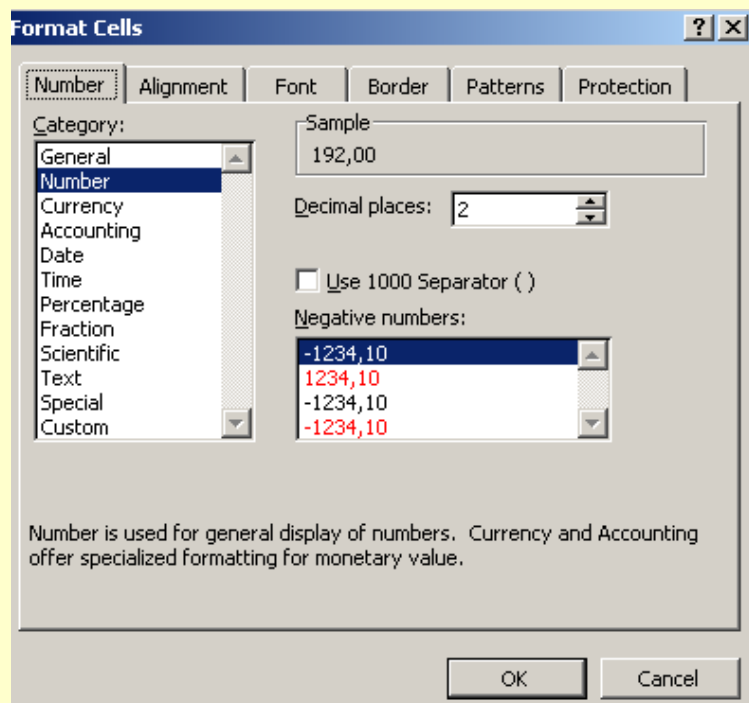 Format Cells
Number Alignment Font Border Patterns Protection
Category:
General
Number
Currency
Accounting
Date
Time
Percentage
Fraction
Scientific
Text
Special
Custom
Sample
192,00
Decimal places: 2
Use 1000 Separator ( )
Negative numbers:
-1234,10
1234,10
-1234,10
-1234,10
Number is used for general display of numbers. Currency and Accounting
offer specialized formatting for monetary value.
OK Cancel